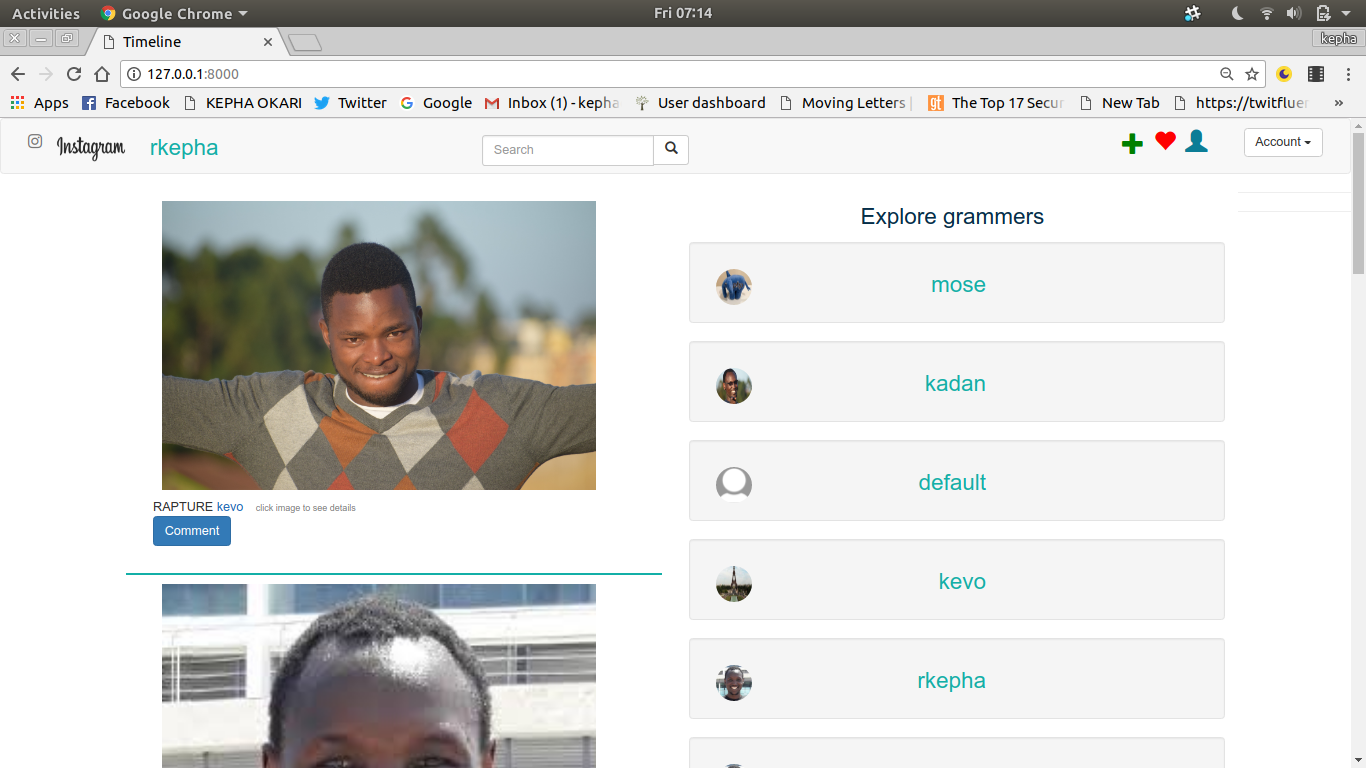 Activities Google Chrome Fri 07:14
Timeline kepha
127.0.0.1:8000
Apps Facebook KEPHA OKARI Twitter Google Inbox (1) - kepha User dashboard Moving Letters | The Top 17 Secur New Tab https://twitfluer »
Instagram rkepha Search Account
Explore grammers
mose
kadan
default
kevo
rkepha
RAPTURE kevo click image to see details
Comment